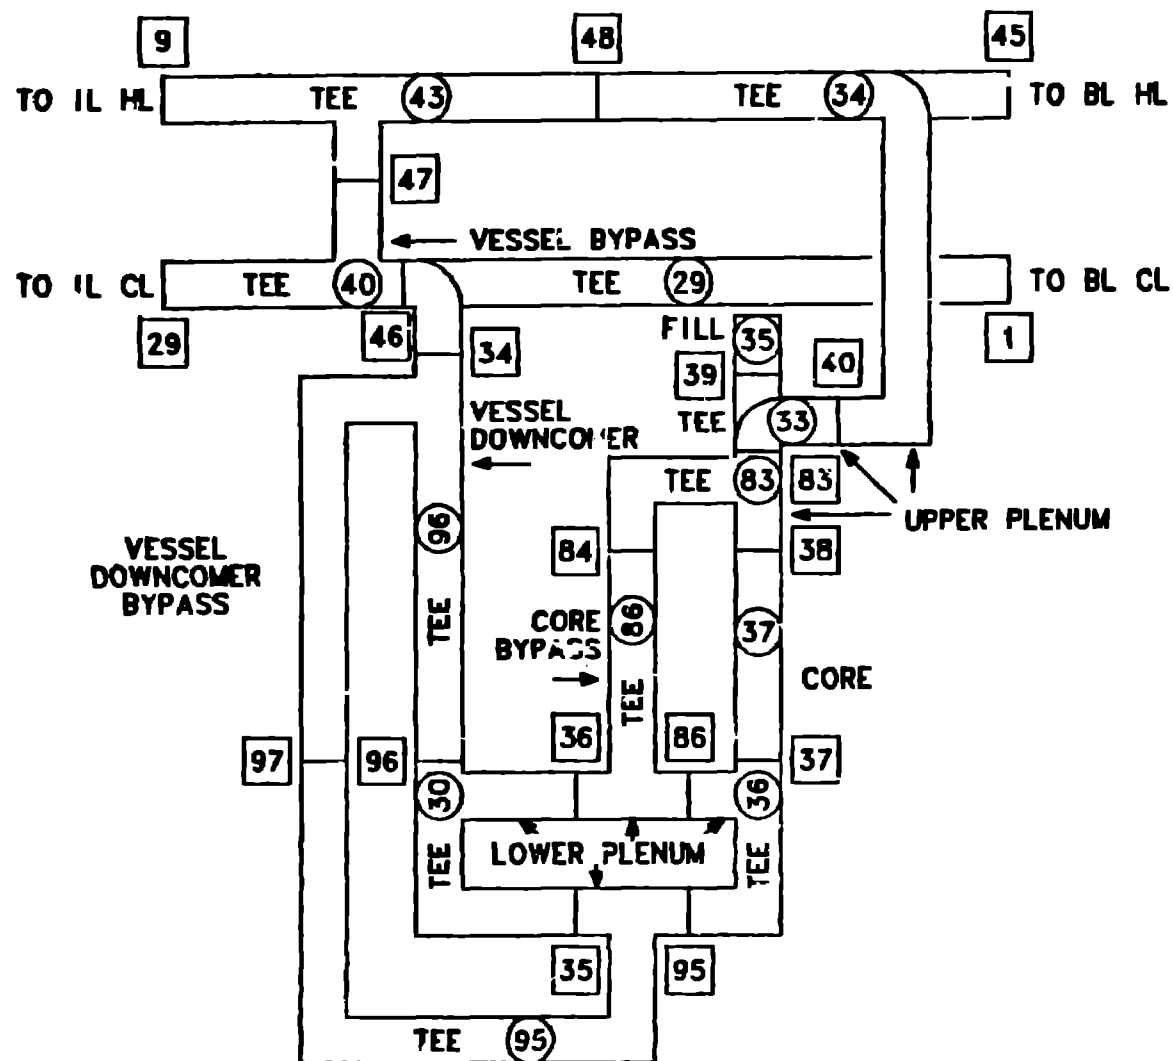 9
48
45
TO IL HL
TEE
43
TEE
34
TO BL HL
47
VESSEL BYPASS
TO IL CL
TEE
40
TEE
29
TO BL CL
29
46
34
FILL
35
39
40
1
VESSEL
DOWNCOMER
TEE
33
TEE
83
83
UPPER PLENUM
96
84
38
VESSEL
DOWNCOMER
BYPASS
TEE
CORE
BYPASS
86
37
CORE
TEE
36
86
97
96
37
30
36
TEE
LOWER PLENUM
TEE
35
95
TEE
95